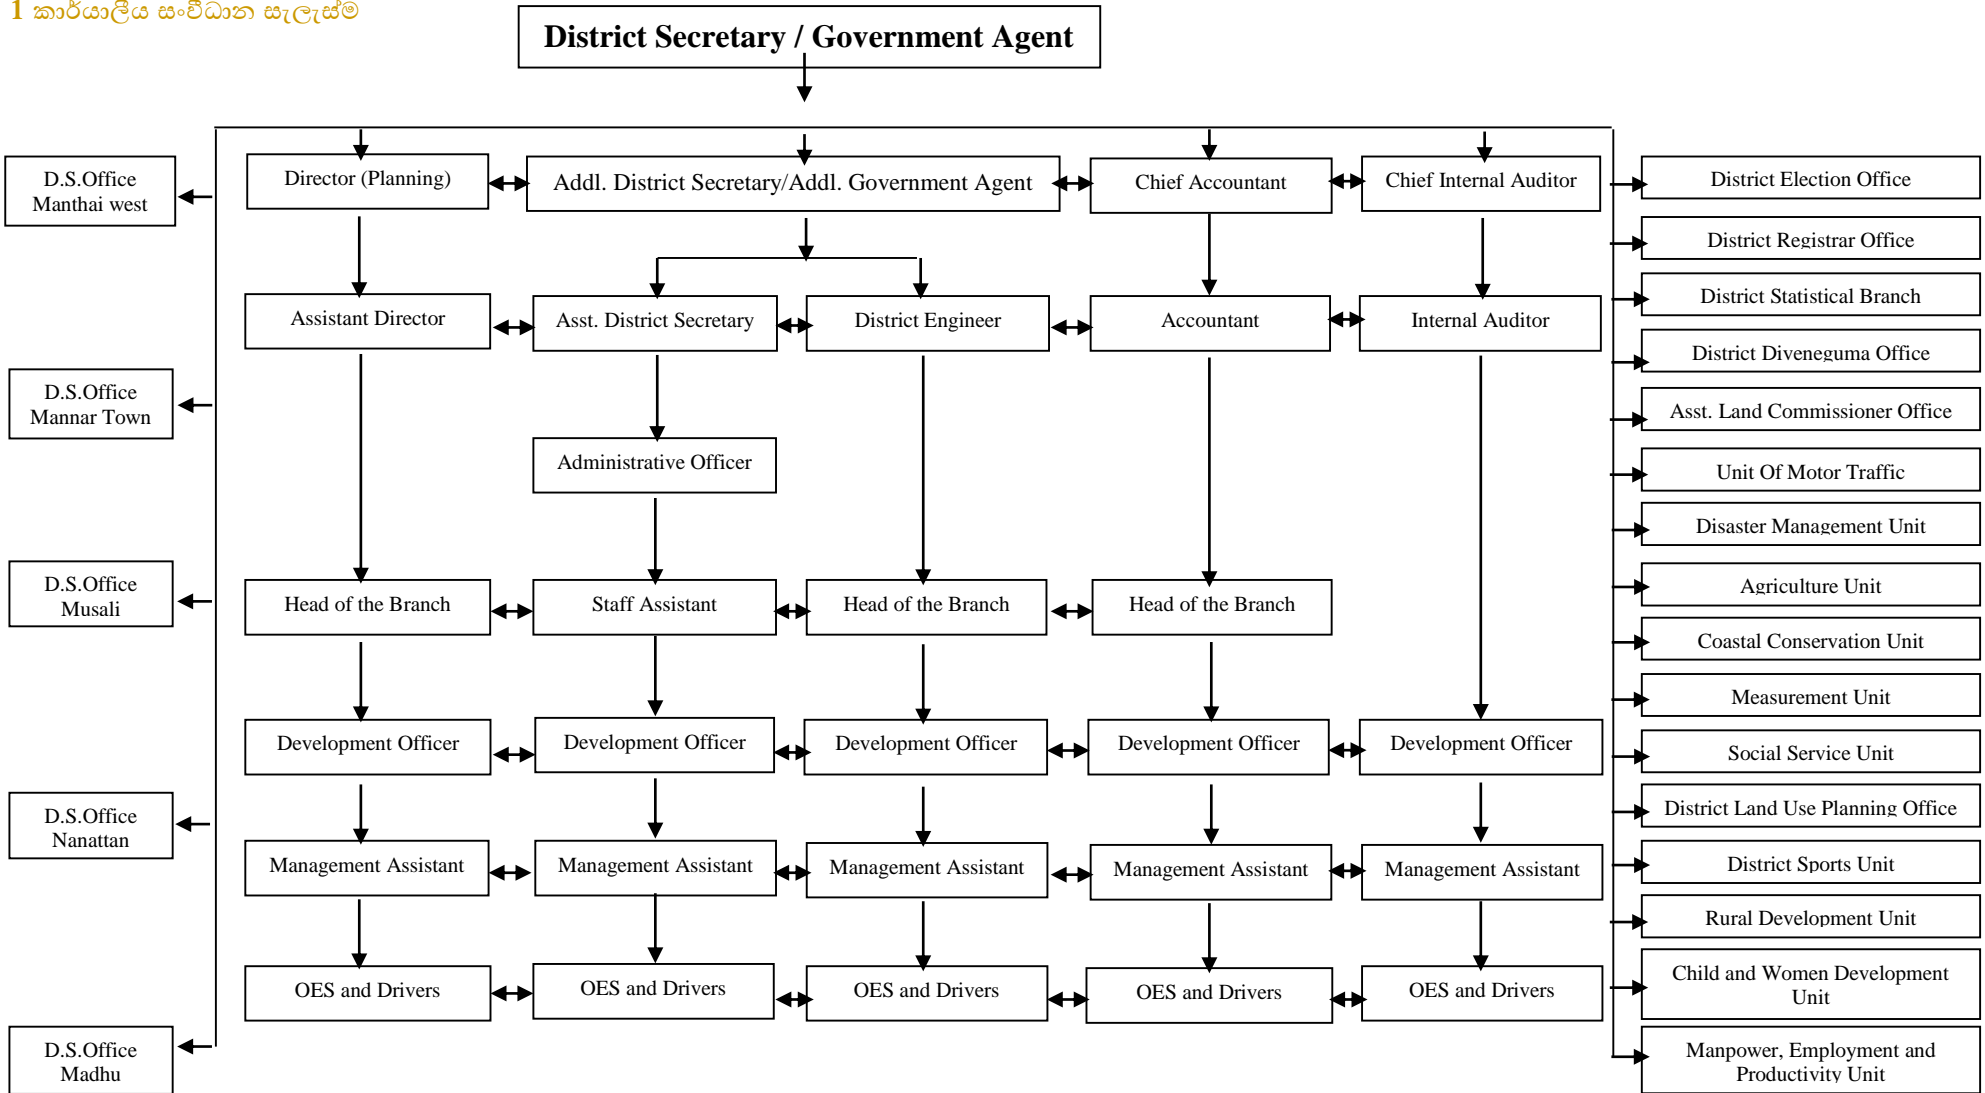 1 කාර්යාලීය සංවිධාන සැලැස්ම
District Secretary / Government Agent
D.S.Office
Manthai west
Director (Planning)
Addl. District Secretary/Addl. Government Agent
Chief Accountant
Chief Internal Auditor
District Election Office
District Registrar Office
District Statistical Branch
Assistant Director
Asst. District Secretary
District Engineer
Accountant
Internal Auditor
District Diveneguma Office
D.S.Office
Mannar Town
Asst. Land Commissioner Office
Administrative Officer
Unit Of Motor Traffic
Disaster Management Unit
D.S.Office
Musali
Head of the Branch
Staff Assistant
Head of the Branch
Head of the Branch
Agriculture Unit
Coastal Conservation Unit
Measurement Unit
Development Officer
Development Officer
Development Officer
Development Officer
Development Officer
Social Service Unit
D.S.Office
Nanattan
District Land Use Planning Office
Management Assistant
Management Assistant
Management Assistant
Management Assistant
Management Assistant
District Sports Unit
Rural Development Unit
OES and Drivers
OES and Drivers
OES and Drivers
OES and Drivers
OES and Drivers
Child and Women Development
Unit
D.S.Office
Madhu
Manpower, Employment and
Productivity Unit